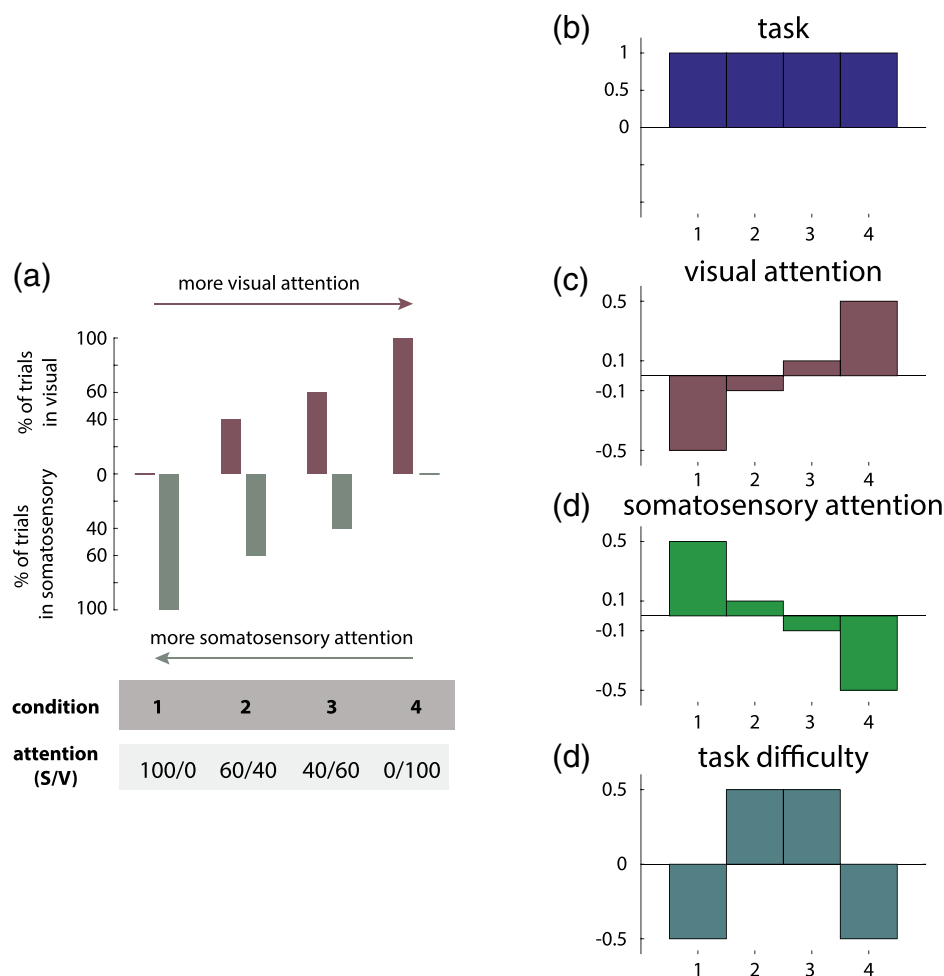 (a)
more visual attention
% of trials
in visual
100
60
40
0
40
60
100
% of trials
in somatosensory
more somatosensory attention
condition 1 2 3 4
attention
(S/V)
100/0 60/40 40/60 0/100
(b)
task
1
0.5
0
1 2 3 4
(c)
visual attention
0.5
0.1
-0.1
-0.5
1 2 3 4
(d)
somatosensory attention
0.5
0.1
-0.1
-0.5
1 2 3 4
(d)
task difficulty
0.5
0
-0.5
1 2 3 4